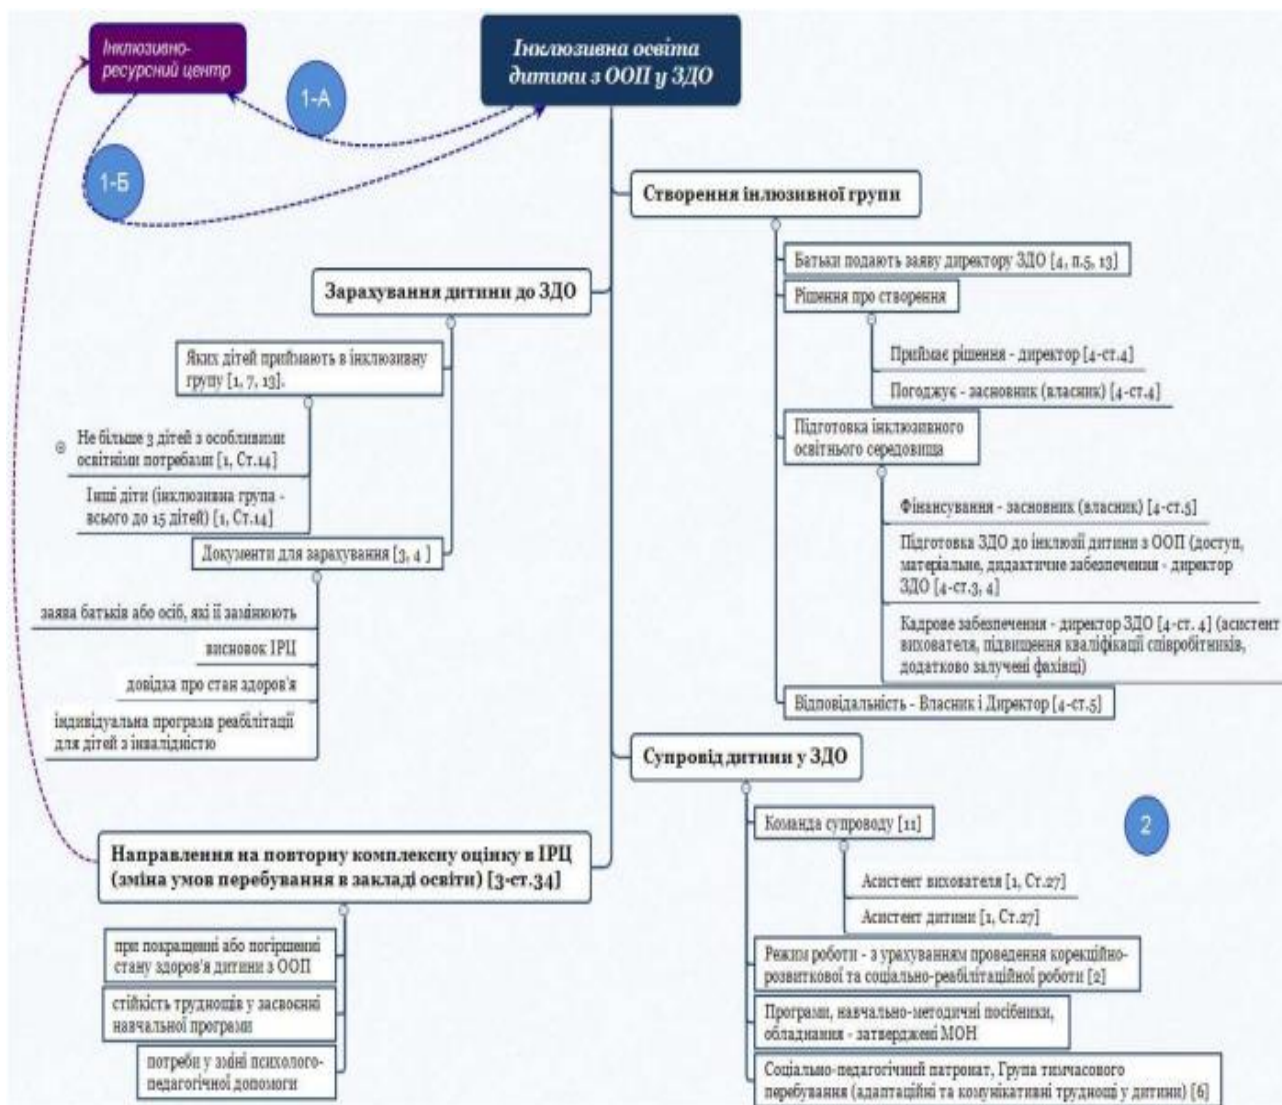 Інклюзивно-
ресурсний центр
Інклюзивна освіта
дитини з ООП у ЗДО
1-А
1-Б
Створення інлюзивної групи
Батьки подають заяву директору ЗДО [4, п.5, 13]
Рішення про створення
Приймає рішення - директор [4-ст.4]
Погоджує - засновник (власник) [4-ст.4]
Підготовка інклюзивного
освітнього середовища
Фінансування - засновник (власник) [4-ст.5]
Підготовка ЗДО до інклюзії дитини з ООП (доступ,
матеріальне, дидактичне забезпечення - директор
ЗДО [4-ст.3, 4]
Кадрове забезпечення - директор ЗДО [4-ст. 4] (асистент
вихователя, підвищення кваліфікації співробітників,
додатково залучені фахівці)
Відповідальність - Власник і Директор [4-ст.5]
Зарахування дитини до ЗДО
Яких дітей приймають в інклюзивну
групу [1, 7, 13].
Не більше 3 дітей з особливими
освітніми потребами [1, Ст.14]
Інші діти (інклюзивна група -
всього до 15 дітей) [1, Ст.14]
Документи для зарахування [3, 4 ]
заява батьків або осіб, які її замінюють
висновок ІРЦ
довідка про стан здоров'я
індивідуальна програма реабілітації
для дітей з інвалідністю
Супровід дитини у ЗДО
2
Команда супроводу [11]
Асистент вихователя [1, Ст.27]
Асистент дитини [1, Ст.27]
Режим роботи - з урахуванням проведення корекційно-
розвиткової та соціально-реабілітаційної роботи [2]
Програми, навчально-методичні посібники,
обладнання - затверджені МОН
Соціально-педагогічний патронат, Група тимчасового
перебування (адаптаційні та комунікативні труднощі у дитини) [6]
Направлення на повторну комплексну оцінку в ІРЦ
(зміна умов перебування в закладі освіти) [3-ст.34]
при покращенні або погіршенні
стану здоров'я дитини з ООП
стійкість труднощів у засвоєнні
навчальної програми
потреби у зміні психолого-
педагогічної допомоги